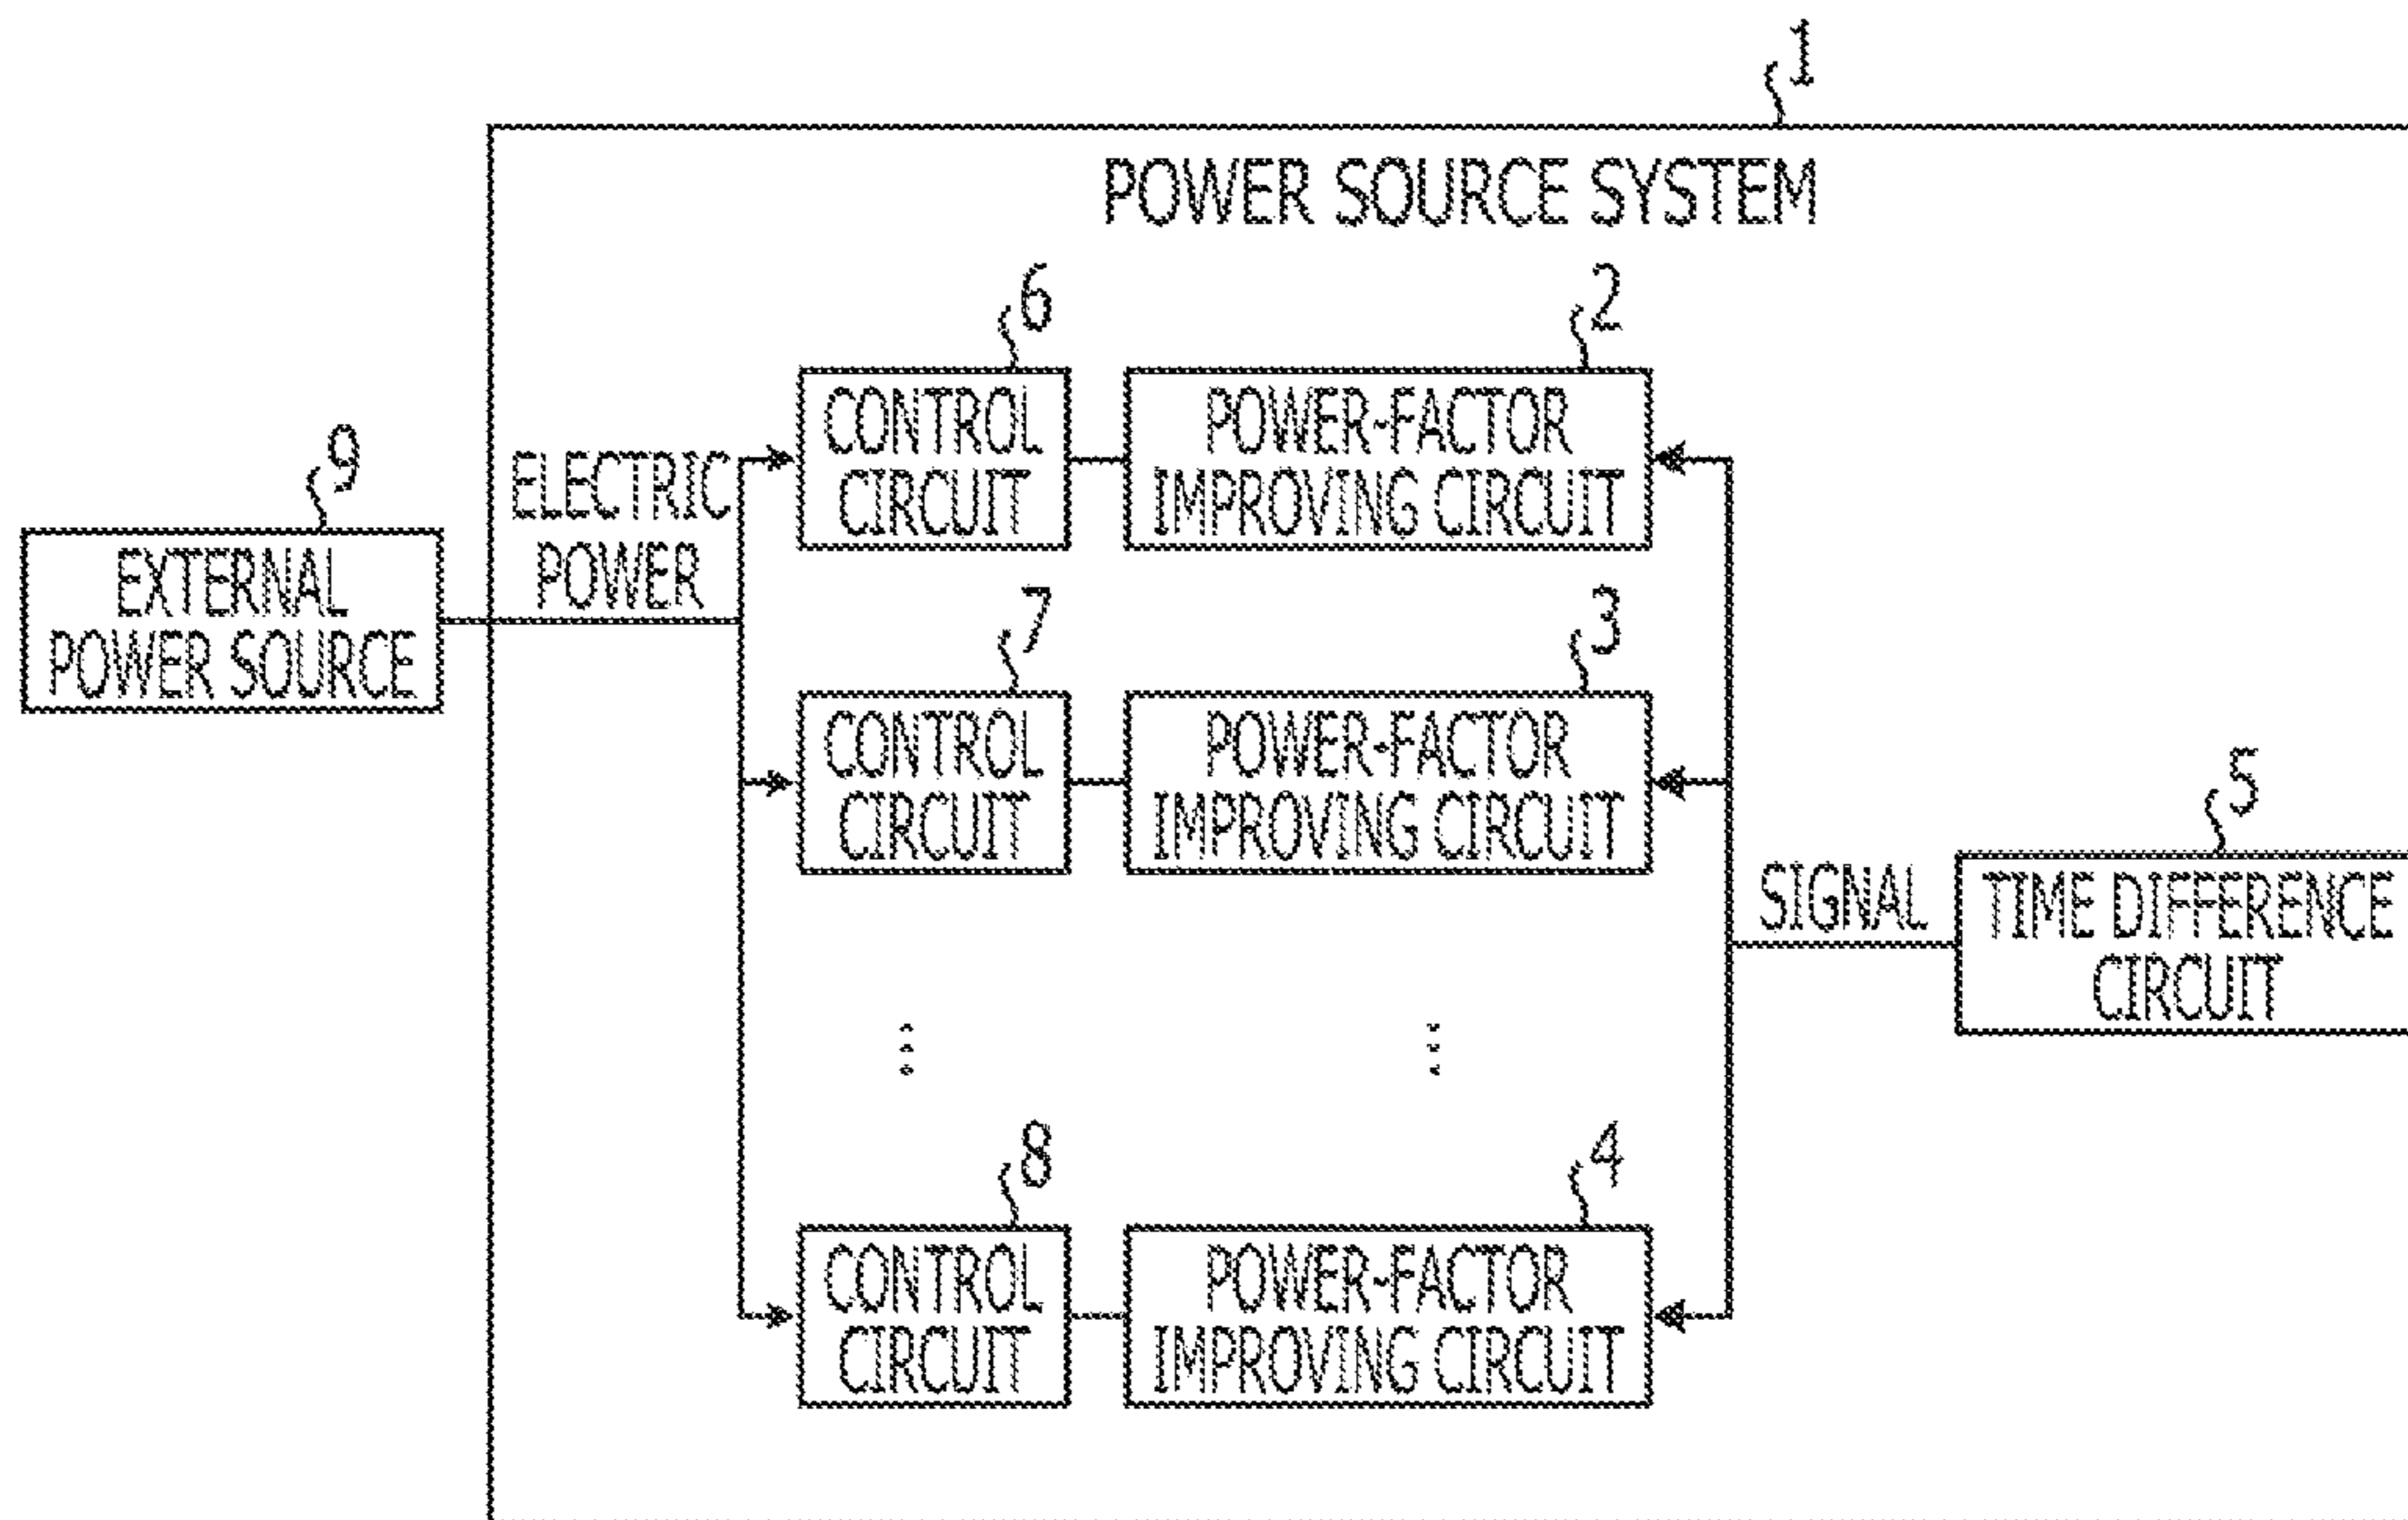 1
POWER SOURCE SYSTEM
6
2
CONTROL
CIRCUIT
POWER-FACTOR
IMPROVING CIRCUIT
9
ELECTRIC
POWER
EXTERNAL
POWER SOURCE
7
3
CONTROL
CIRCUIT
POWER-FACTOR
IMPROVING CIRCUIT
5
SIGNAL
TIME DIFFERENCE
CIRCUIT
8
4
CONTROL
CIRCUIT
POWER-FACTOR
IMPROVING CIRCUIT